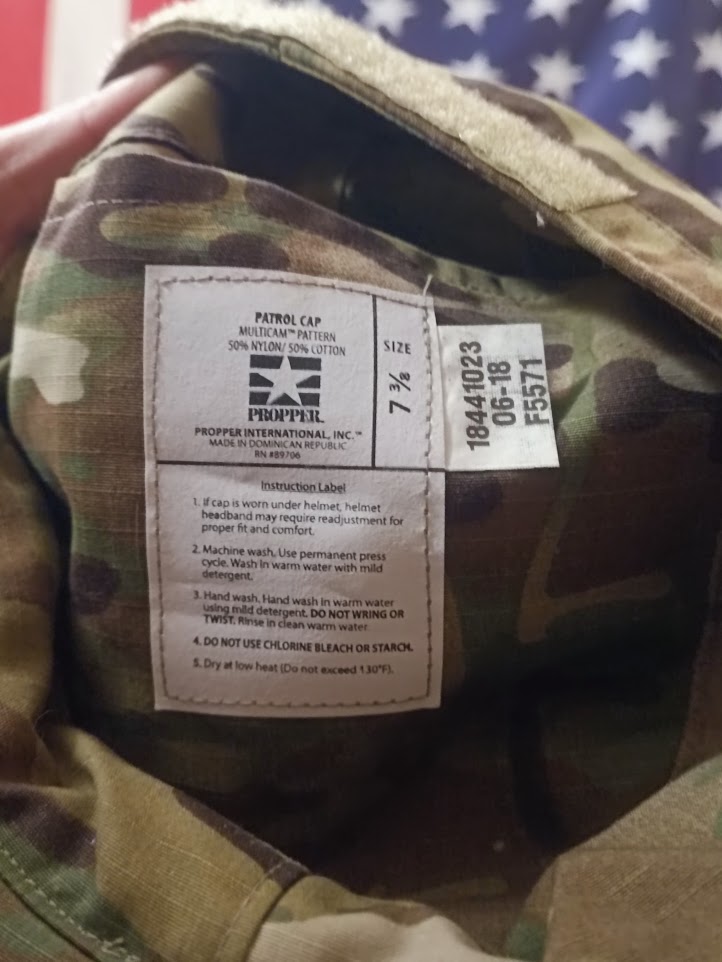 PATROL CAP
MULTICAM™ PATTERN
50% NYLON/ 50% COTTON
PROPPER.
PROPPER INTERNATIONAL, INC.™
MADE IN DOMINICAN REPUBLIC
RN #89706
SIZE
7 3/8
18441023
06-18
F5571
Instruction Label
1. If cap is worn under helmet, helmet
headband may require readjustment for
proper fit and comfort.
2. Machine wash. Use permanent press
cycle. Wash in warm water with mild
detergent.
3. Hand wash. Hand wash in warm water
using mild detergent. DO NOT WRING OR
TWIST. Rinse in clean warm water.
4. DO NOT USE CHLORINE BLEACH OR STARCH.
5. Dry at low heat (Do not exceed 130°F).